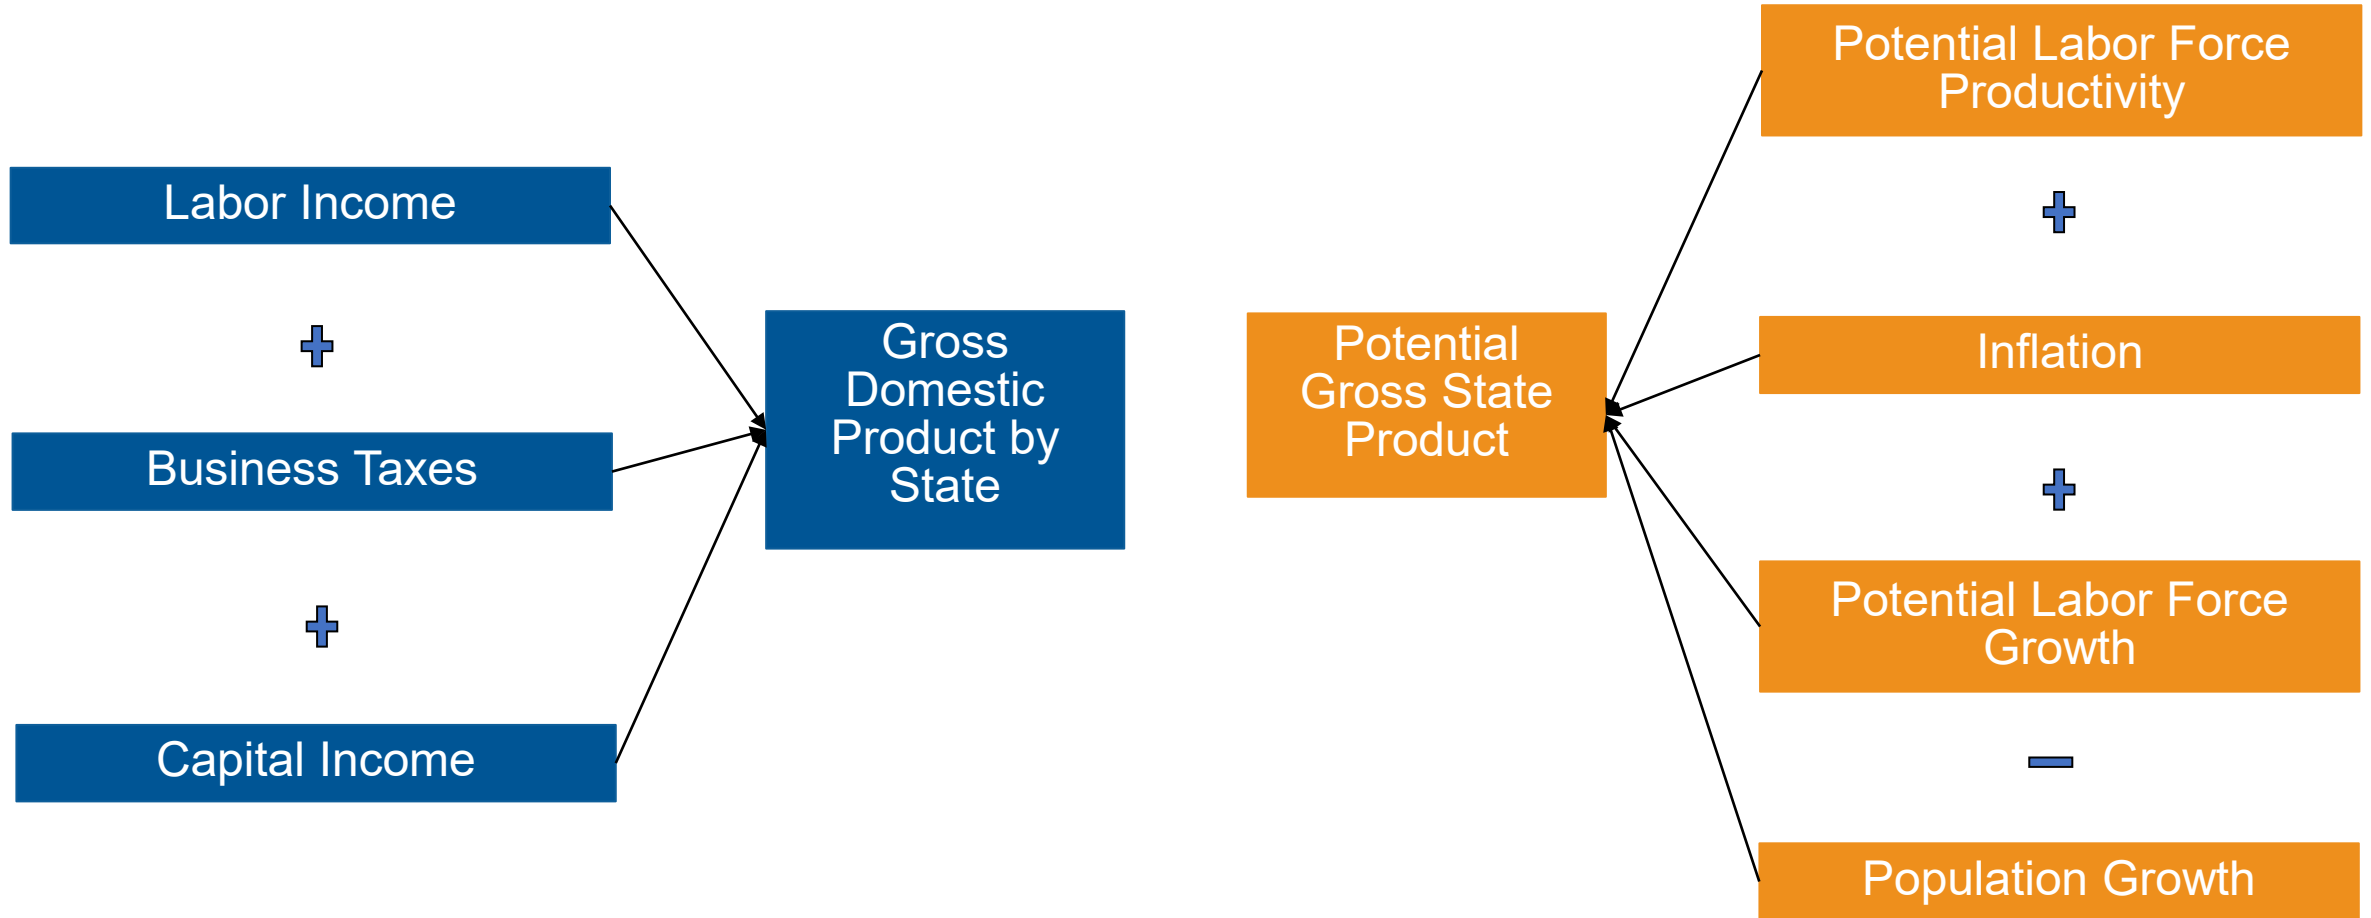 Labor Income
Business Taxes
Capital Income
Gross
Domestic
Product by
State
Potential
Gross State
Product
Potential Labor Force
Productivity
Inflation
Potential Labor Force
Growth
Population Growth